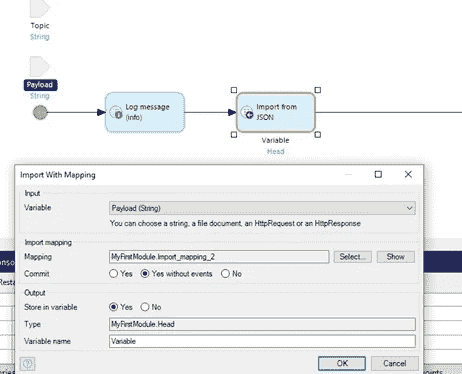 Topic
String
Payload
String
Log message
(info)
Import from
JSON
Variable
Head
Import With Mapping
Input
Variable
Payload (String)
You can choose a string, a file document, an HttpRequest or an HttpResponse
Import mapping
Mapping
MyFirstModule.Import_mapping_2
Select...
Show
Commit
Yes
Yes without events
No
Output
Store in variable
Yes
No
Type
MyFirstModule.Head
Variable name
Variable
OK
Cancel